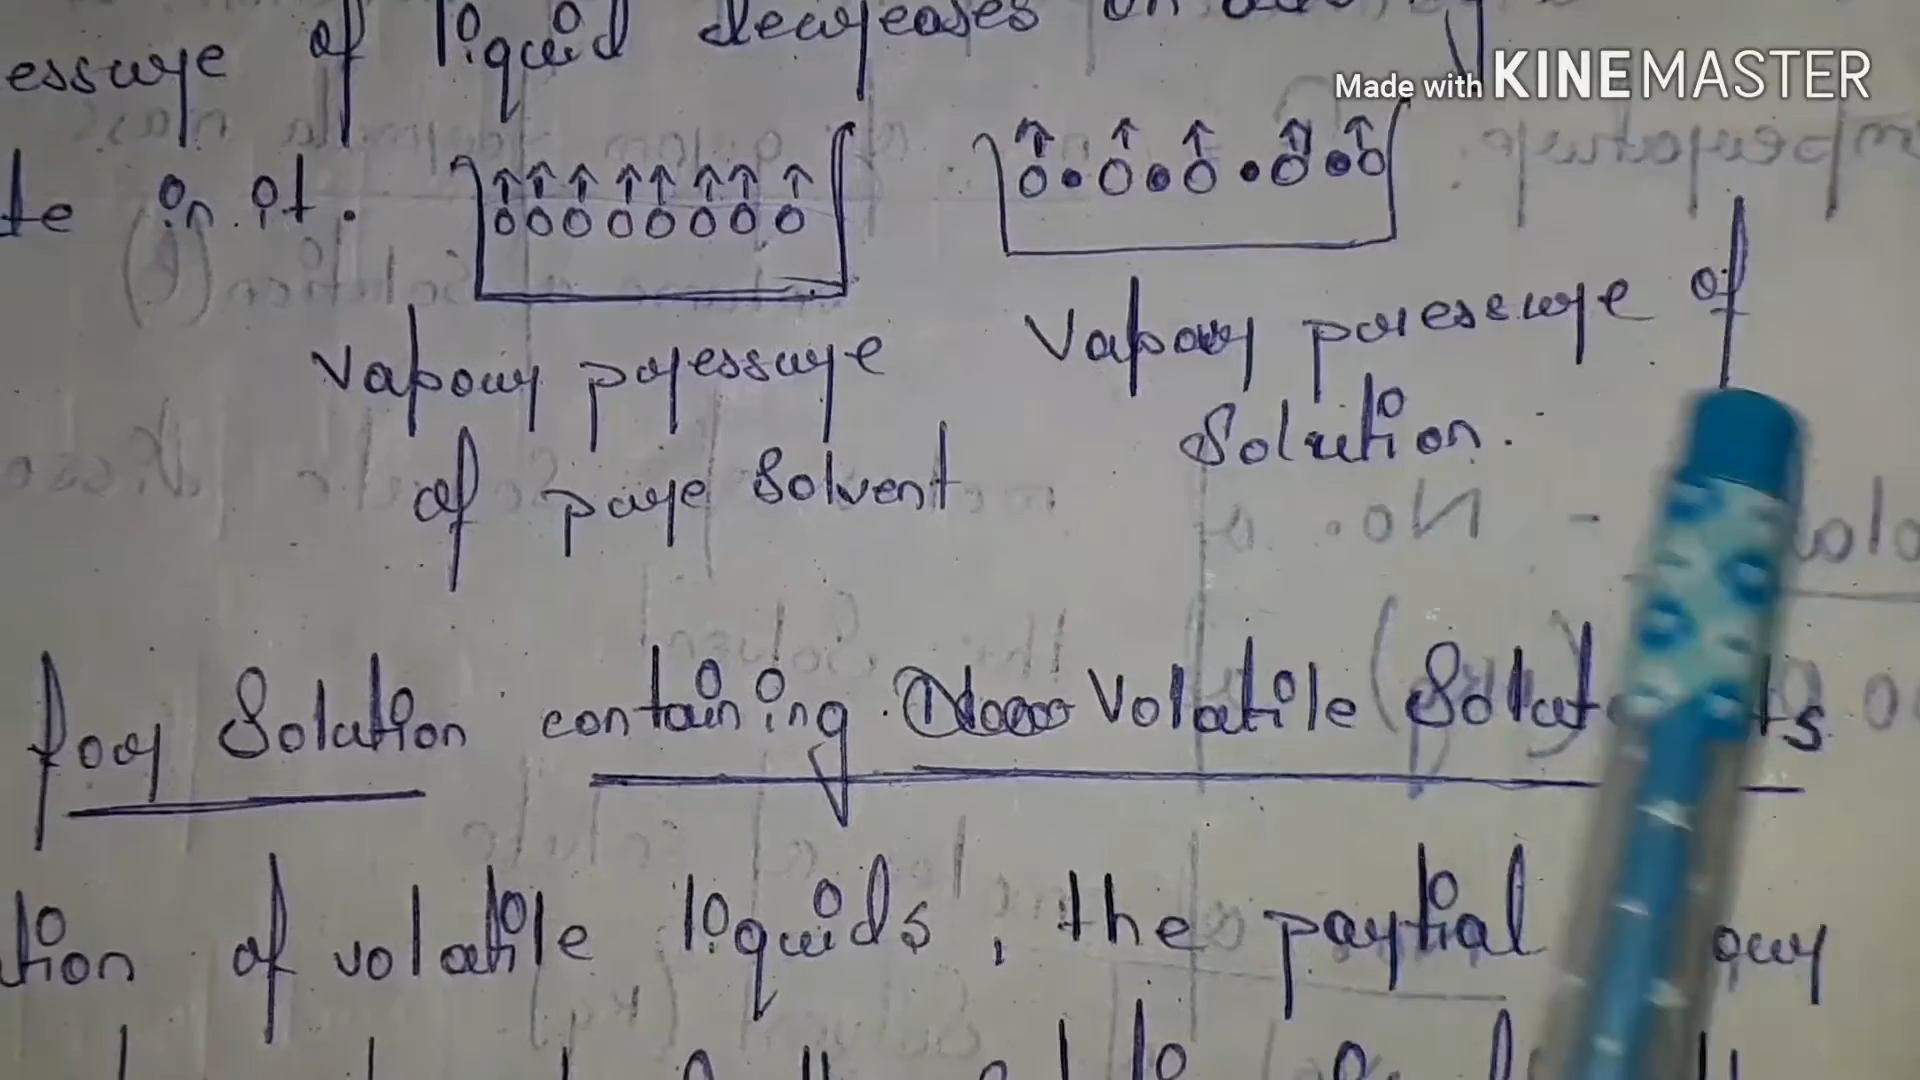 essure of liquid decreases on
Made with KINEMASTER
te in it.
Vapour pressure
of pure Solvent
Vapour pressure of
Solution.
for Solution containing Volatile Solutes
tion of volatile liquids, the partial